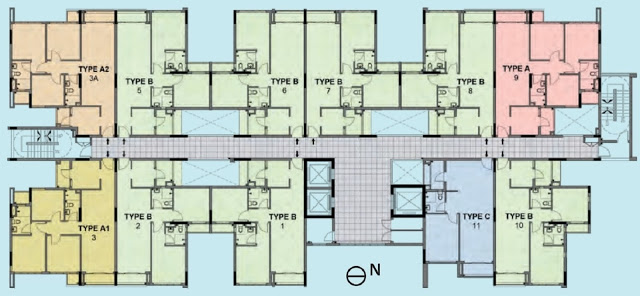 TYPE A2
3A
TYPE B
5
TYPE B
6
TYPE B
7
TYPE B
8
TYPE A
9
TYPE A1
3
TYPE B
2
TYPE B
1
TYPE C
11
TYPE B
10
N